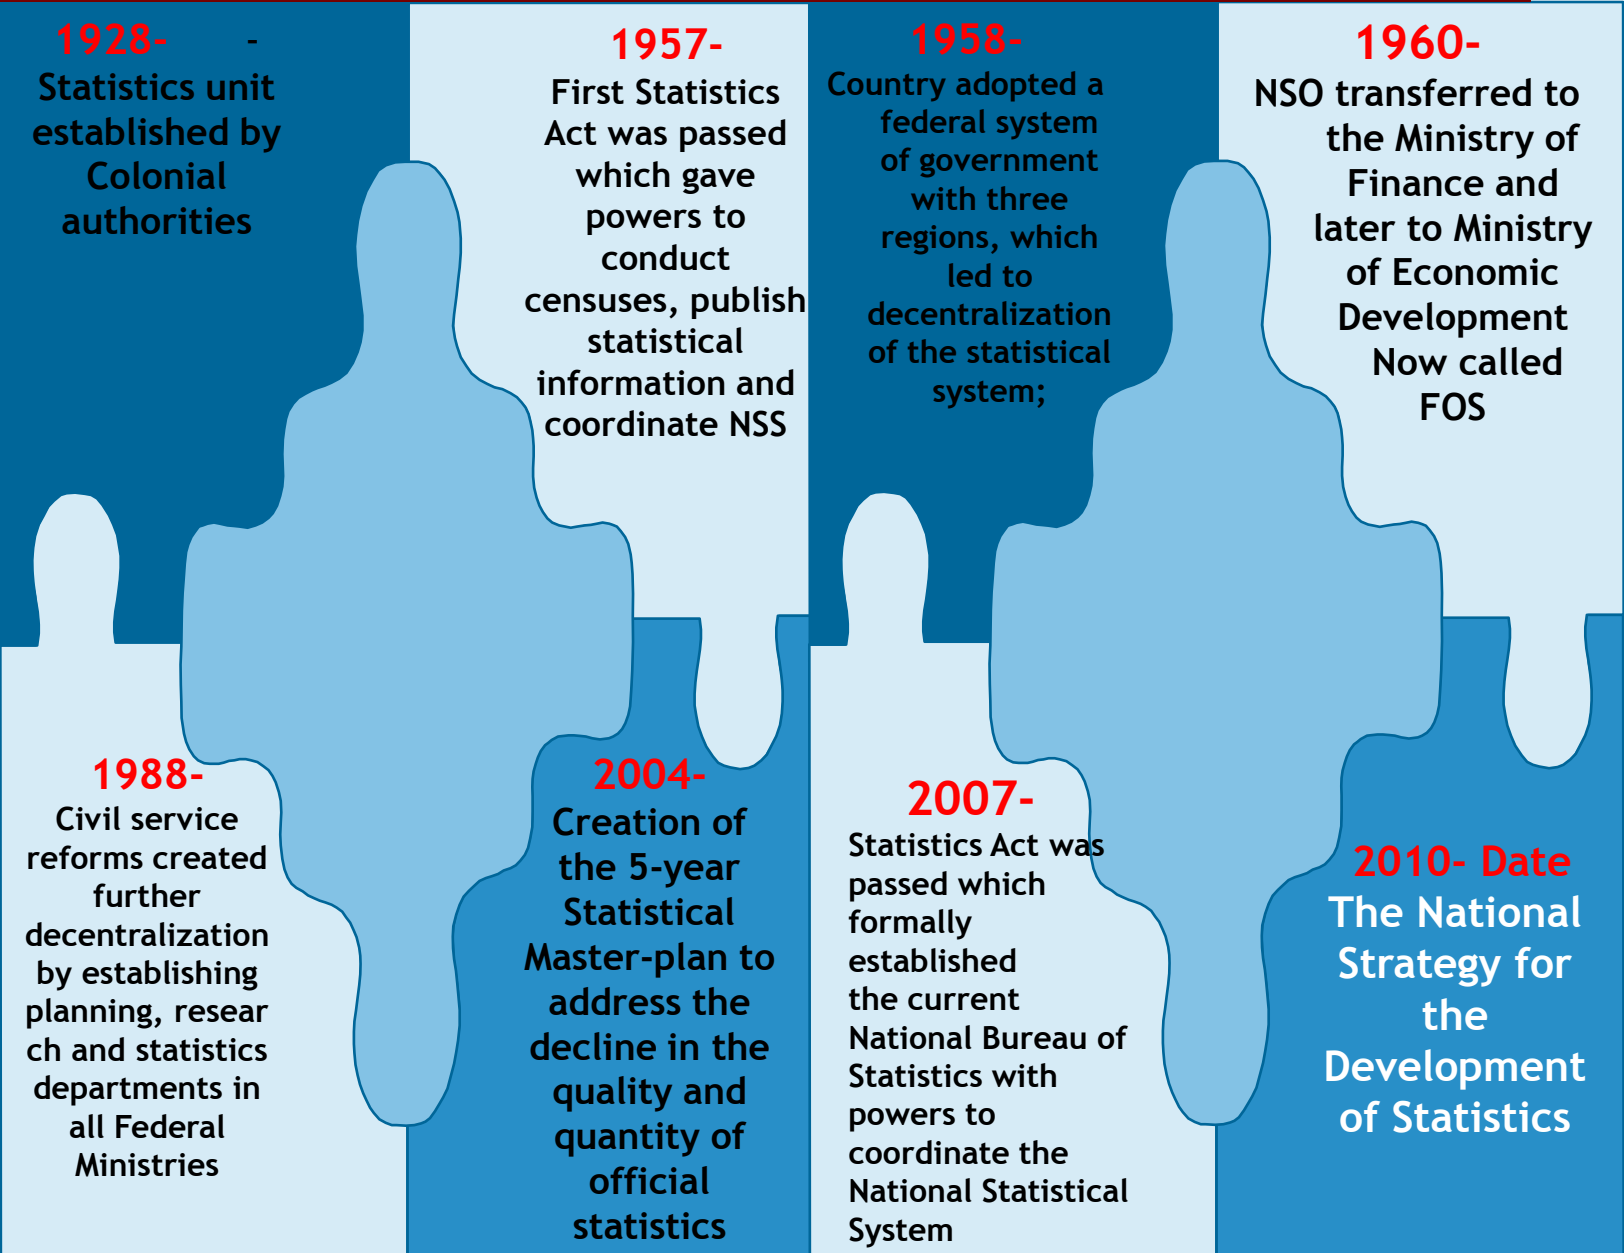 1928- -
Statistics unit
established by
Colonial
authorities
1957-
First Statistics
Act was passed
which gave
powers to
conduct
censuses, publish
statistical
information and
coordinate NSS
1958-
Country adopted a
federal system
of government
with three
regions, which
led to
decentralization
of the statistical
system;
1960-
NSO transferred to
the Ministry of
Finance and
later to Ministry
of Economic
Development
Now called
FOS
1988-
Civil service
reforms created
further
decentralization
by establishing
planning, resear
ch and statistics
departments in
all Federal
Ministries
2004-
Creation of
the 5-year
Statistical
Master-plan to
address the
decline in the
quality and
quantity of
official
statistics
2007-
Statistics Act was
passed which
formally
established
the current
National Bureau of
Statistics with
powers to
coordinate the
National Statistical
System
2010- Date
The National
Strategy for
the
Development
of Statistics